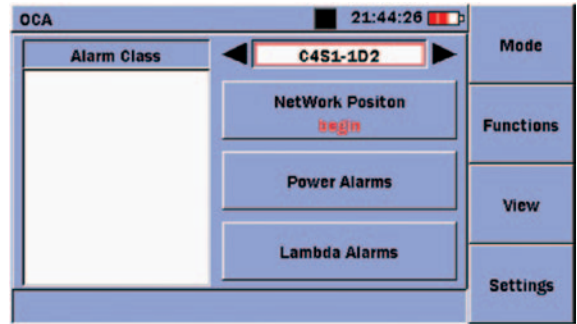 OCA 21:44:26
Alarm Class
C4S1-1D2
NetWork Positon
begin
Power Alarms
Lambda Alarms
Mode
Functions
View
Settings